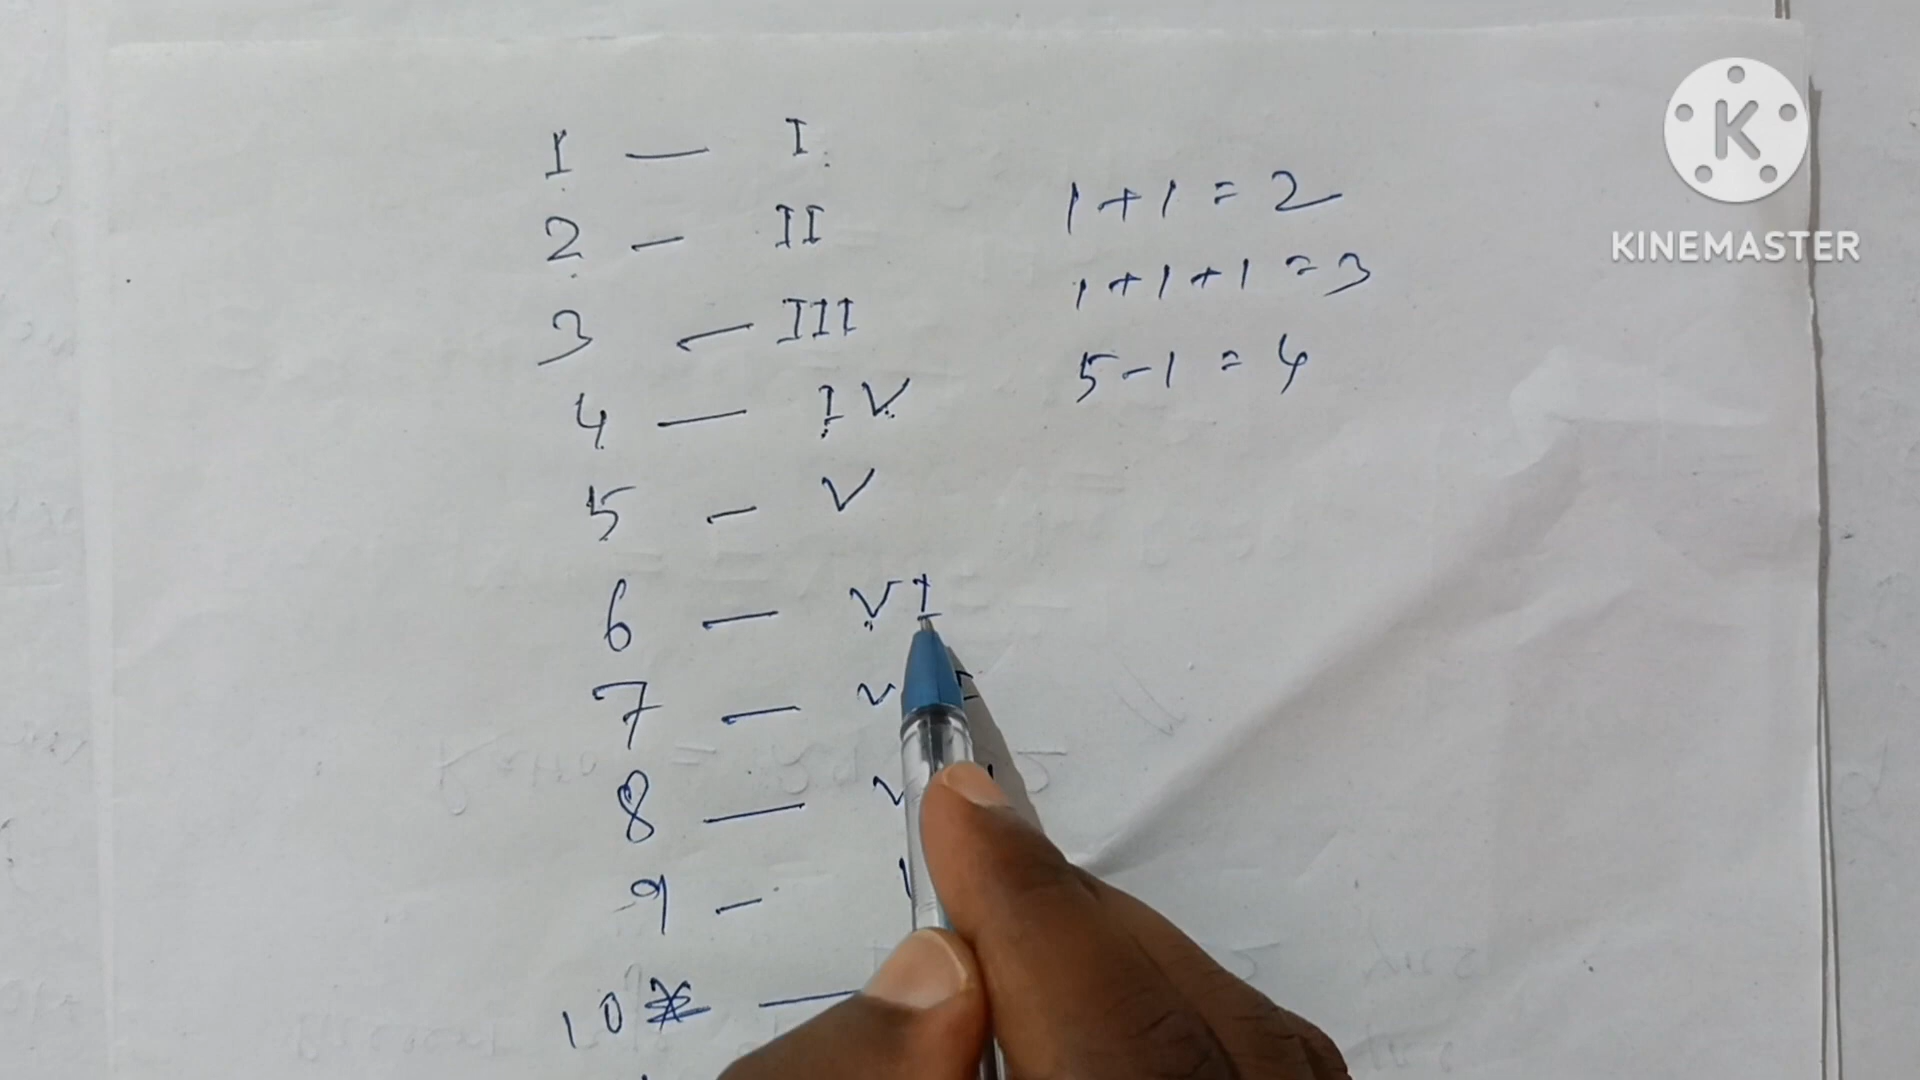 1 — I
2 — II
3 — III
4 — IV
5 — V
6 — VI
7 —
8 —
9 —
10 —
1+1=2
1+1+1=3
5-1=4
K
KINEMASTER